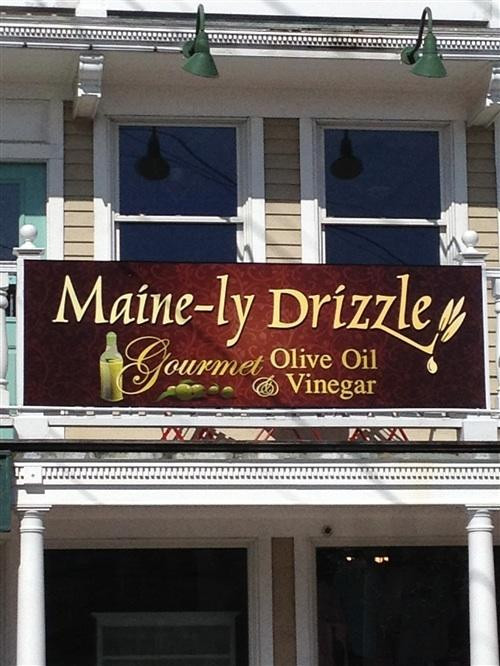 Maine-ly Drizzle
Gourmet Olive Oil
& Vinegar